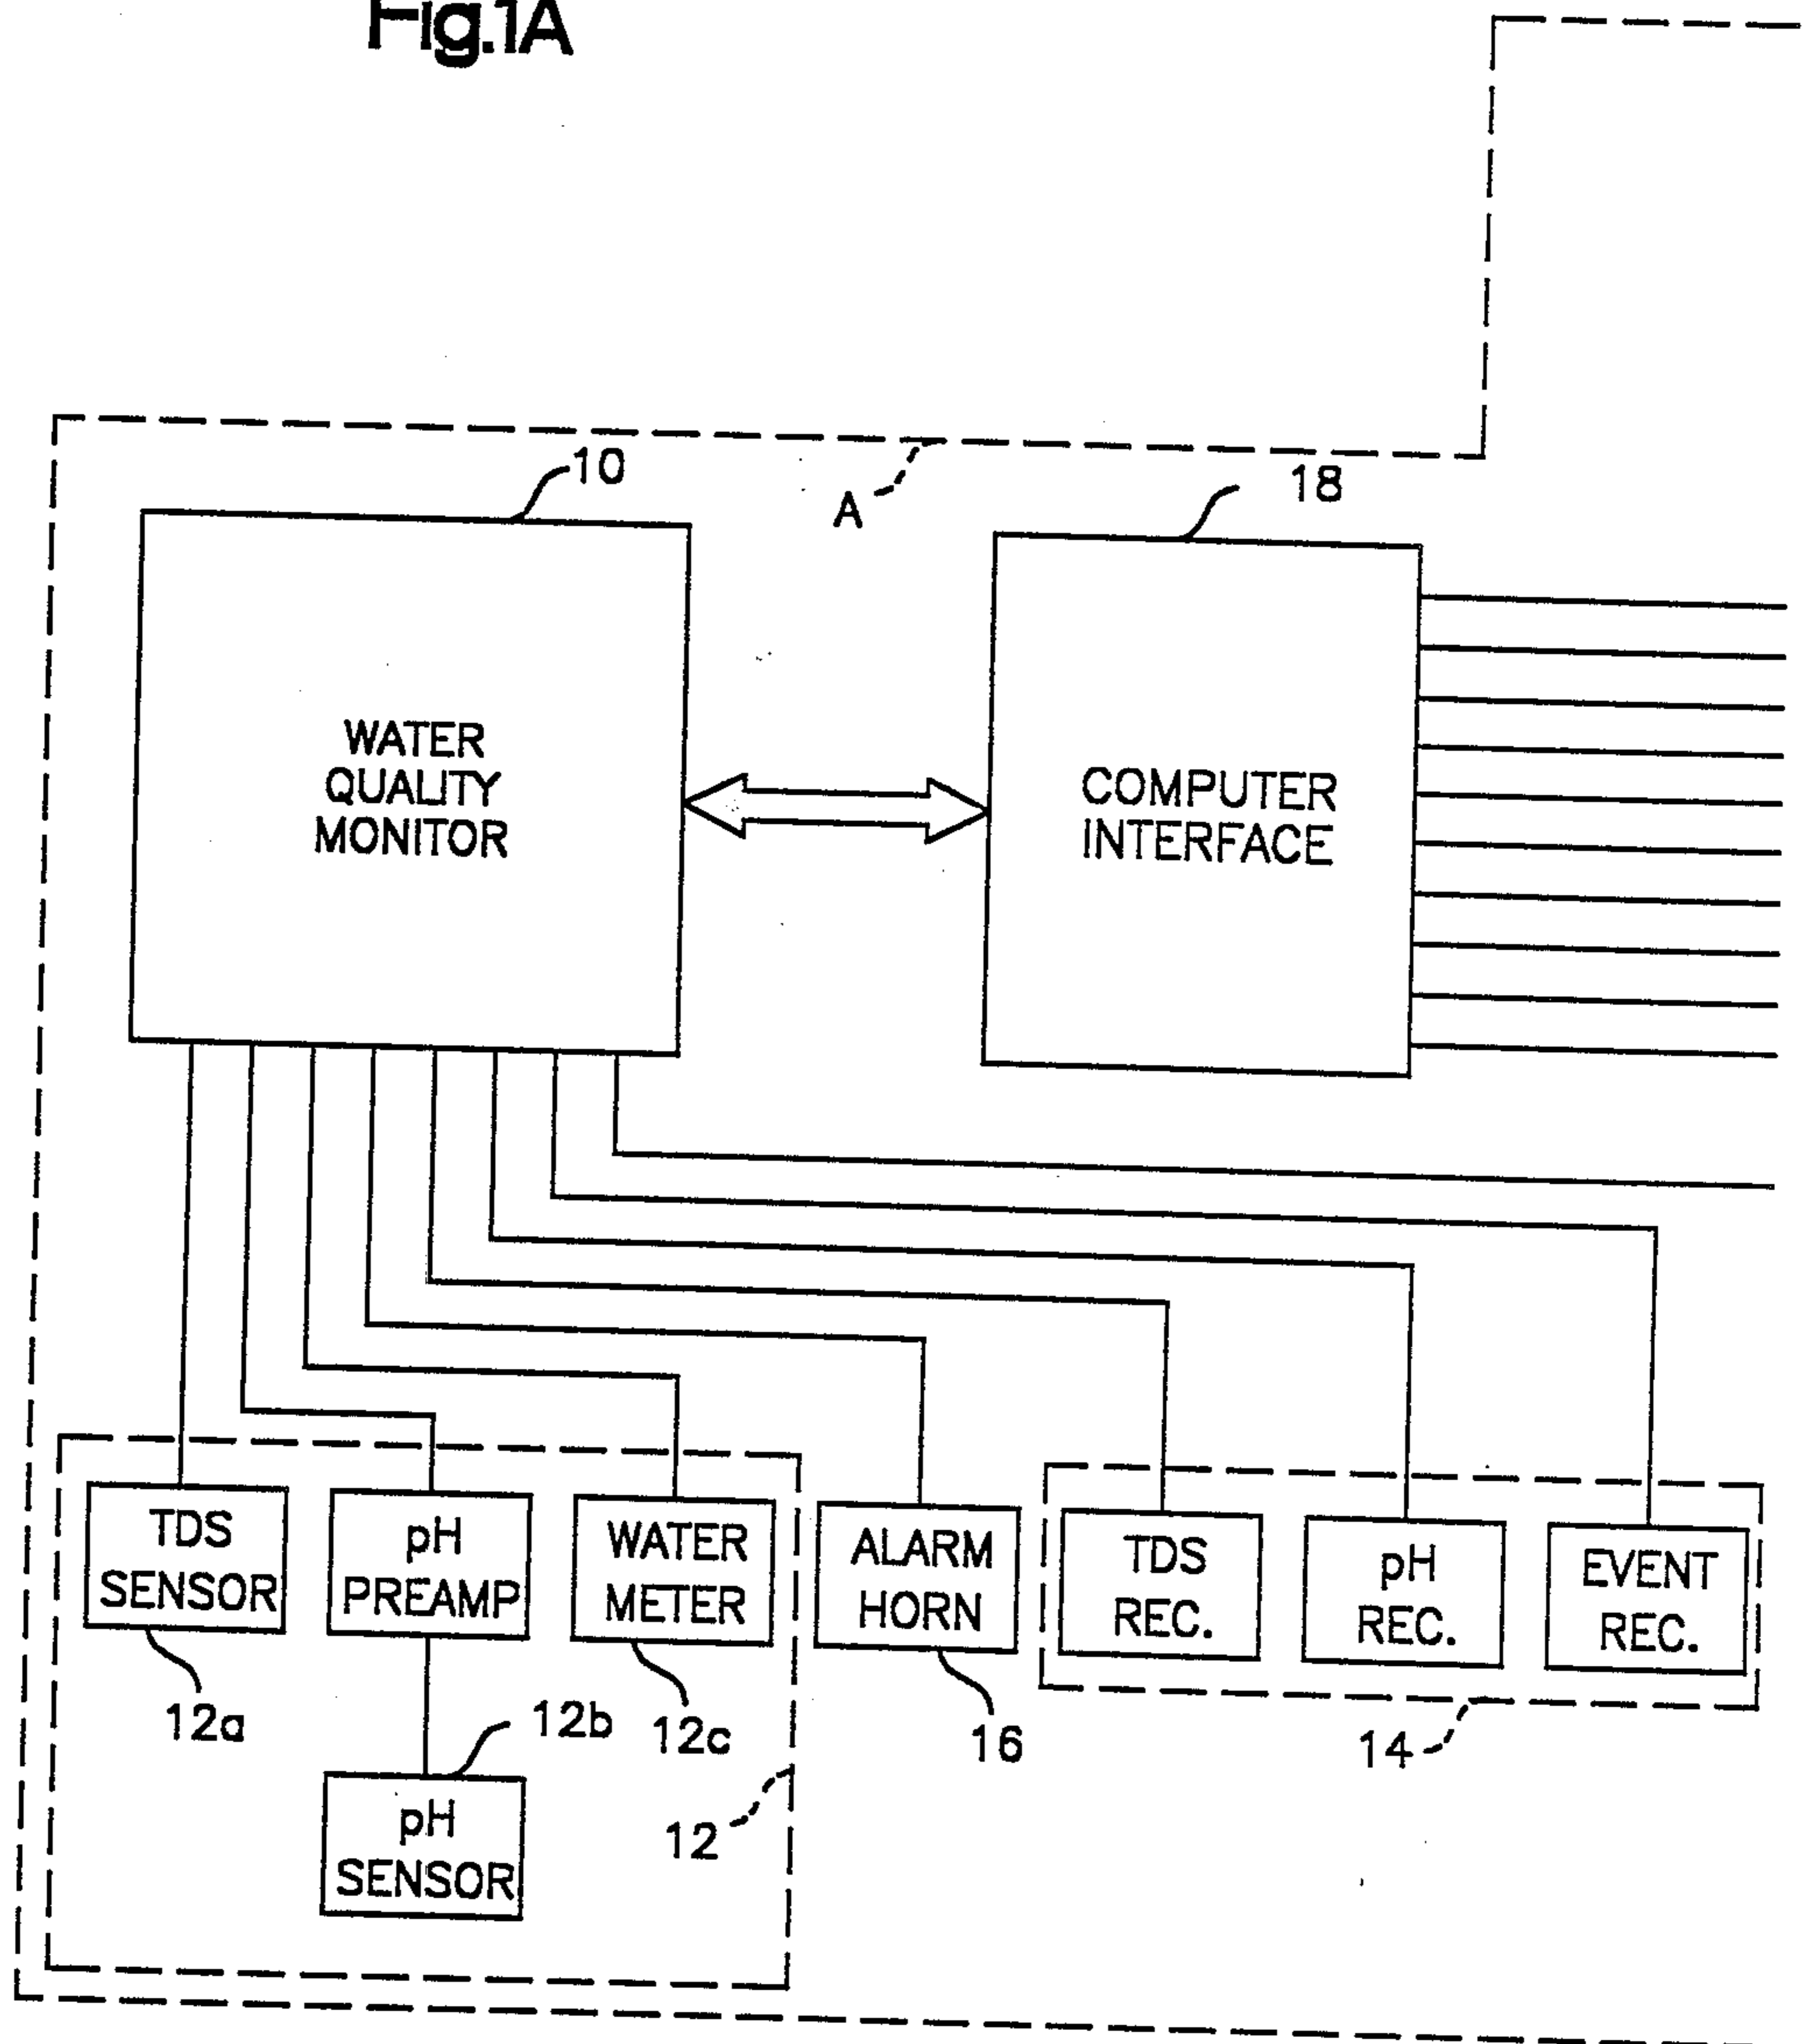 Fig.1A
10
A
18
WATER
QUALITY
MONITOR
COMPUTER
INTERFACE
TDS
SENSOR
pH
PREAMP
WATER
METER
ALARM
HORN
TDS
REC.
pH
REC.
EVENT
REC.
12a
12b
12c
16
14
12
pH
SENSOR